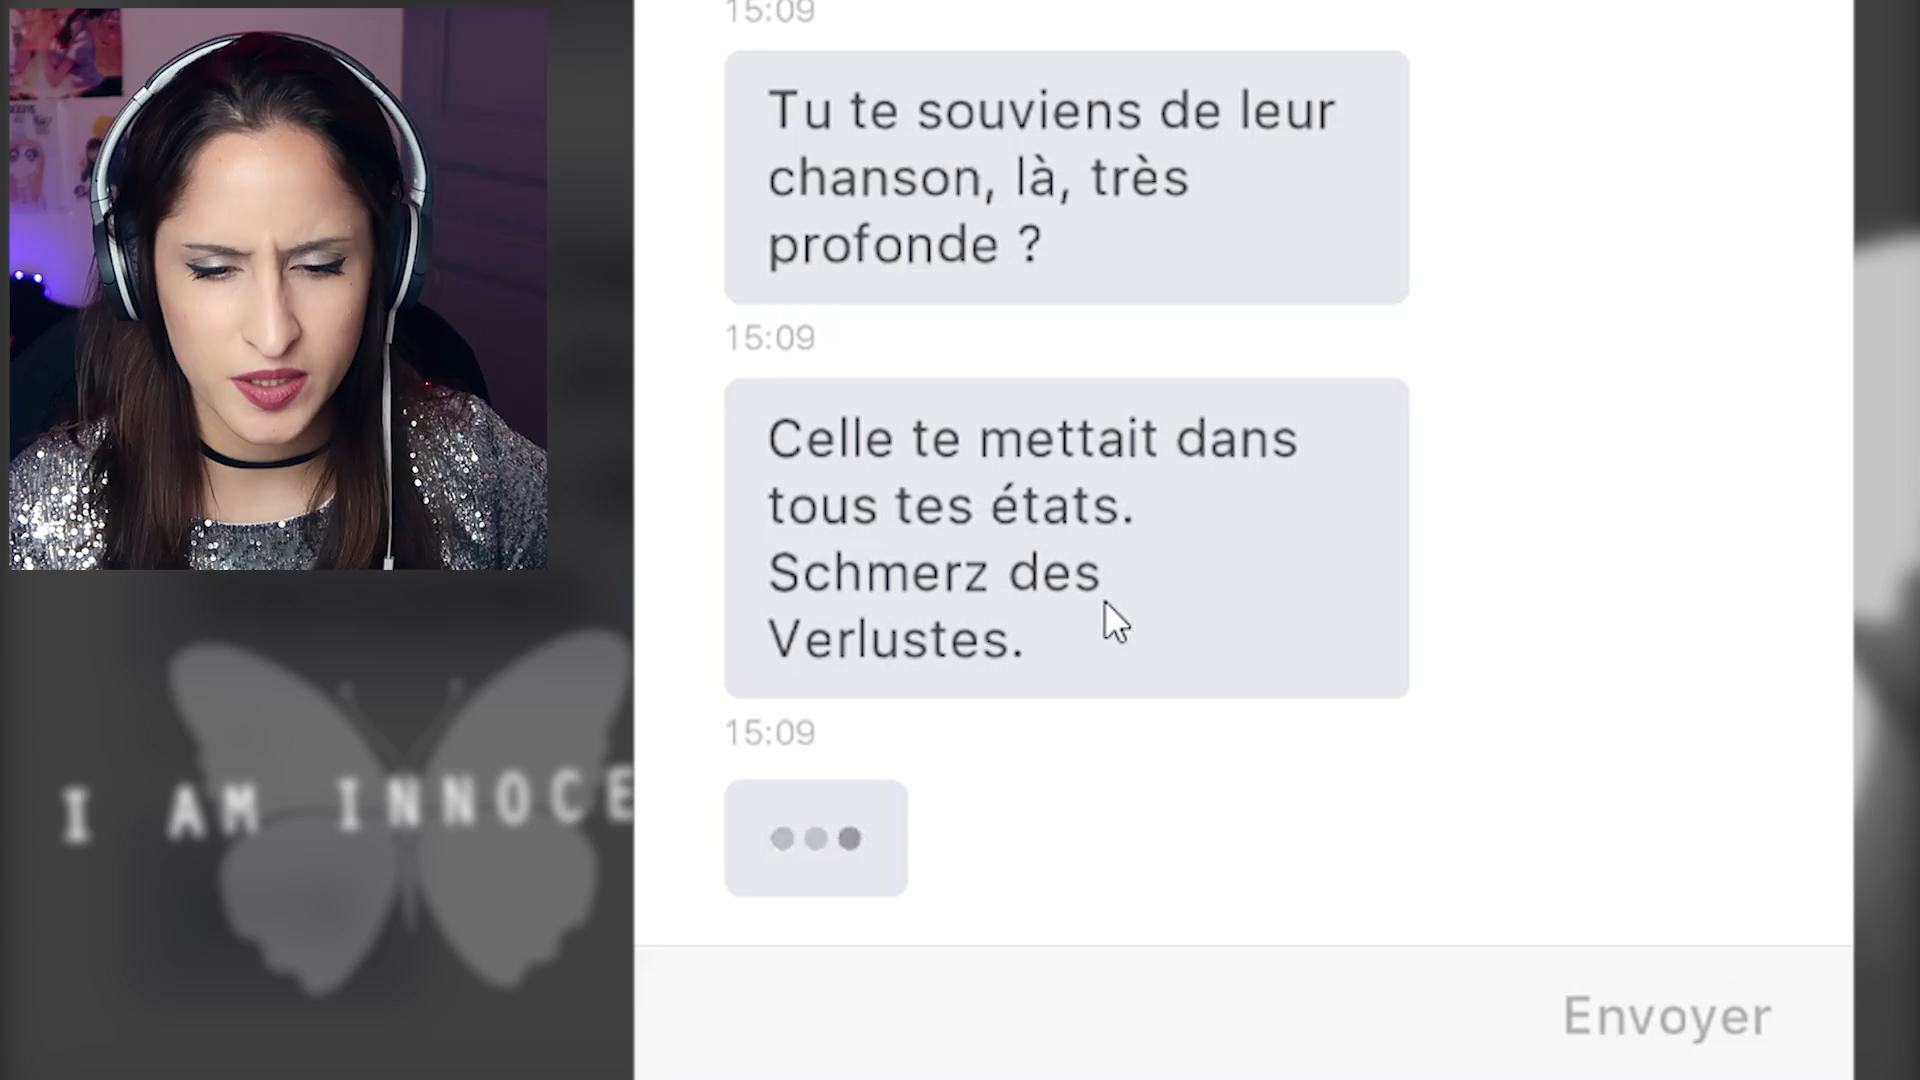 15:09
Tu te souviens de leur
chanson, là, très
profonde ?
15:09
Celle te mettait dans
tous tes états.
Schmerz des
Verlustes.
15:09
I AM INNOCE
Envoyer